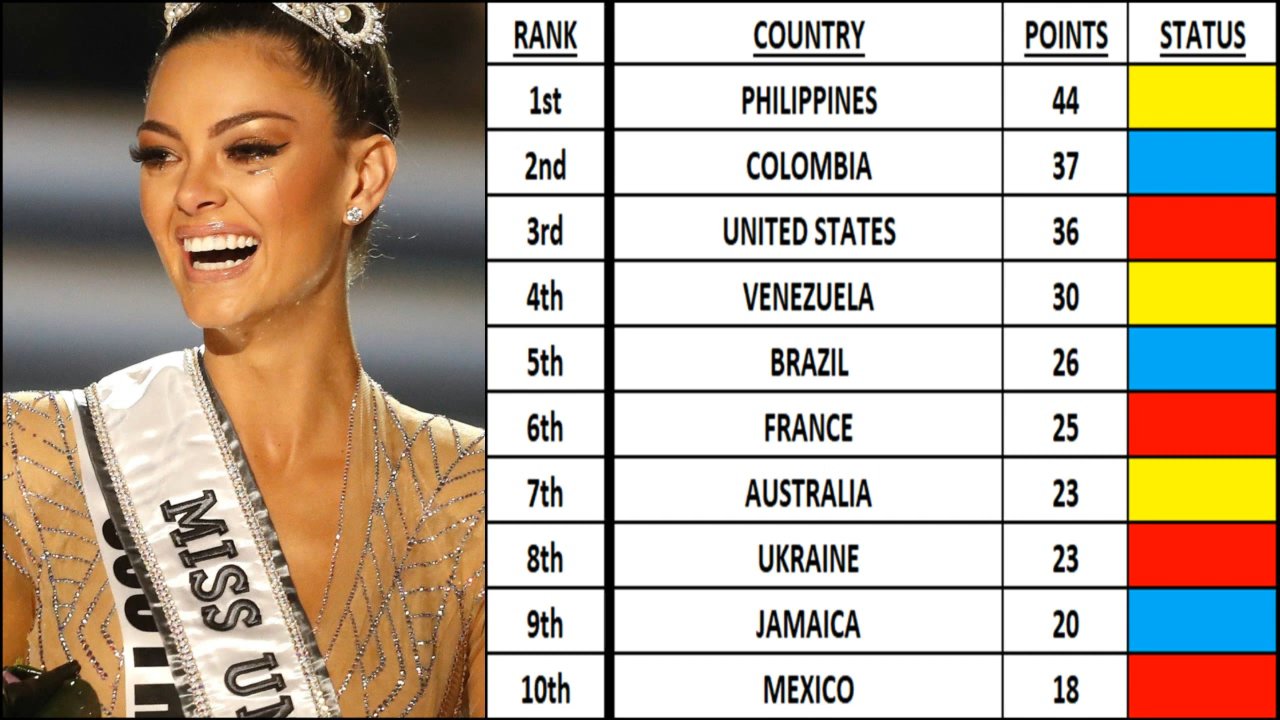 MISS UN
RANK COUNTRY POINTS STATUS
1st PHILIPPINES 44
2nd COLOMBIA 37
3rd UNITED STATES 36
4th VENEZUELA 30
5th BRAZIL 26
6th FRANCE 25
7th AUSTRALIA 23
8th UKRAINE 23
9th JAMAICA 20
10th MEXICO 18